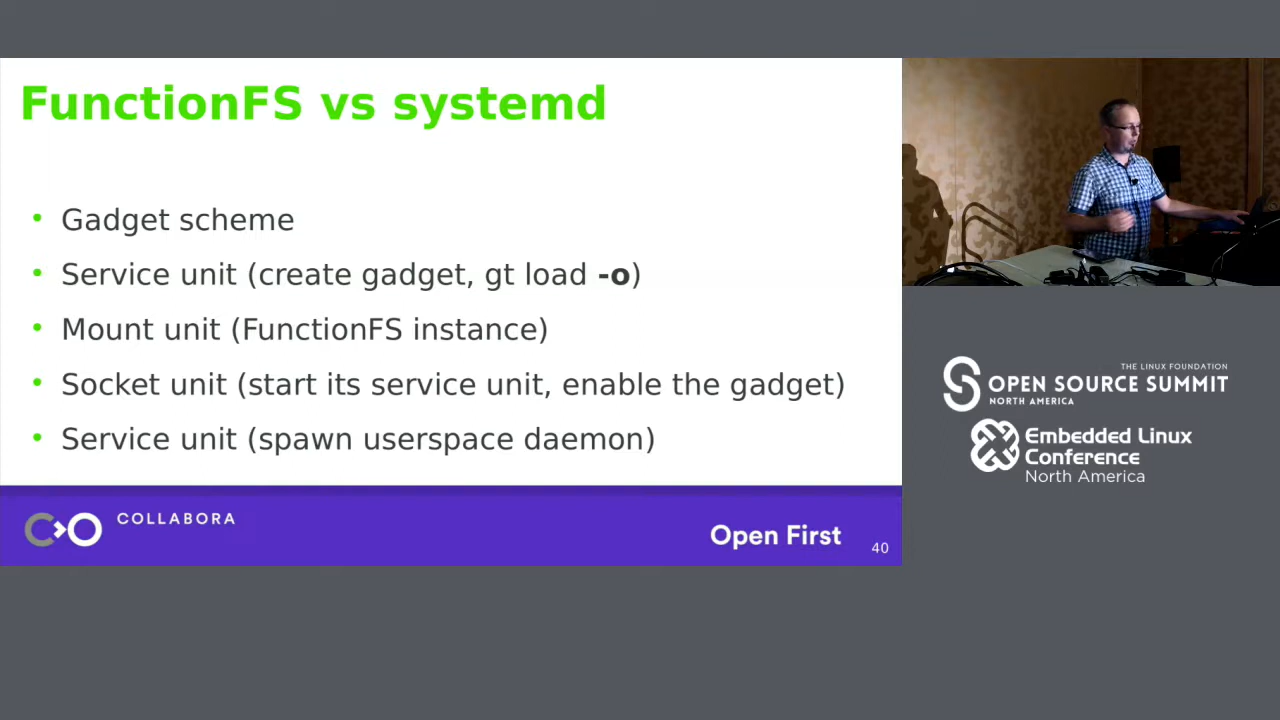 FunctionFS vs systemd
• Gadget scheme
• Service unit (create gadget, gt load -o)
• Mount unit (FunctionFS instance)
• Socket unit (start its service unit, enable the gadget)
• Service unit (spawn userspace daemon)
COLLABORA
Open First
40
THE LINUX FOUNDATION
OPEN SOURCE SUMMIT
NORTH AMERICA
Embedded Linux
Conference
North America